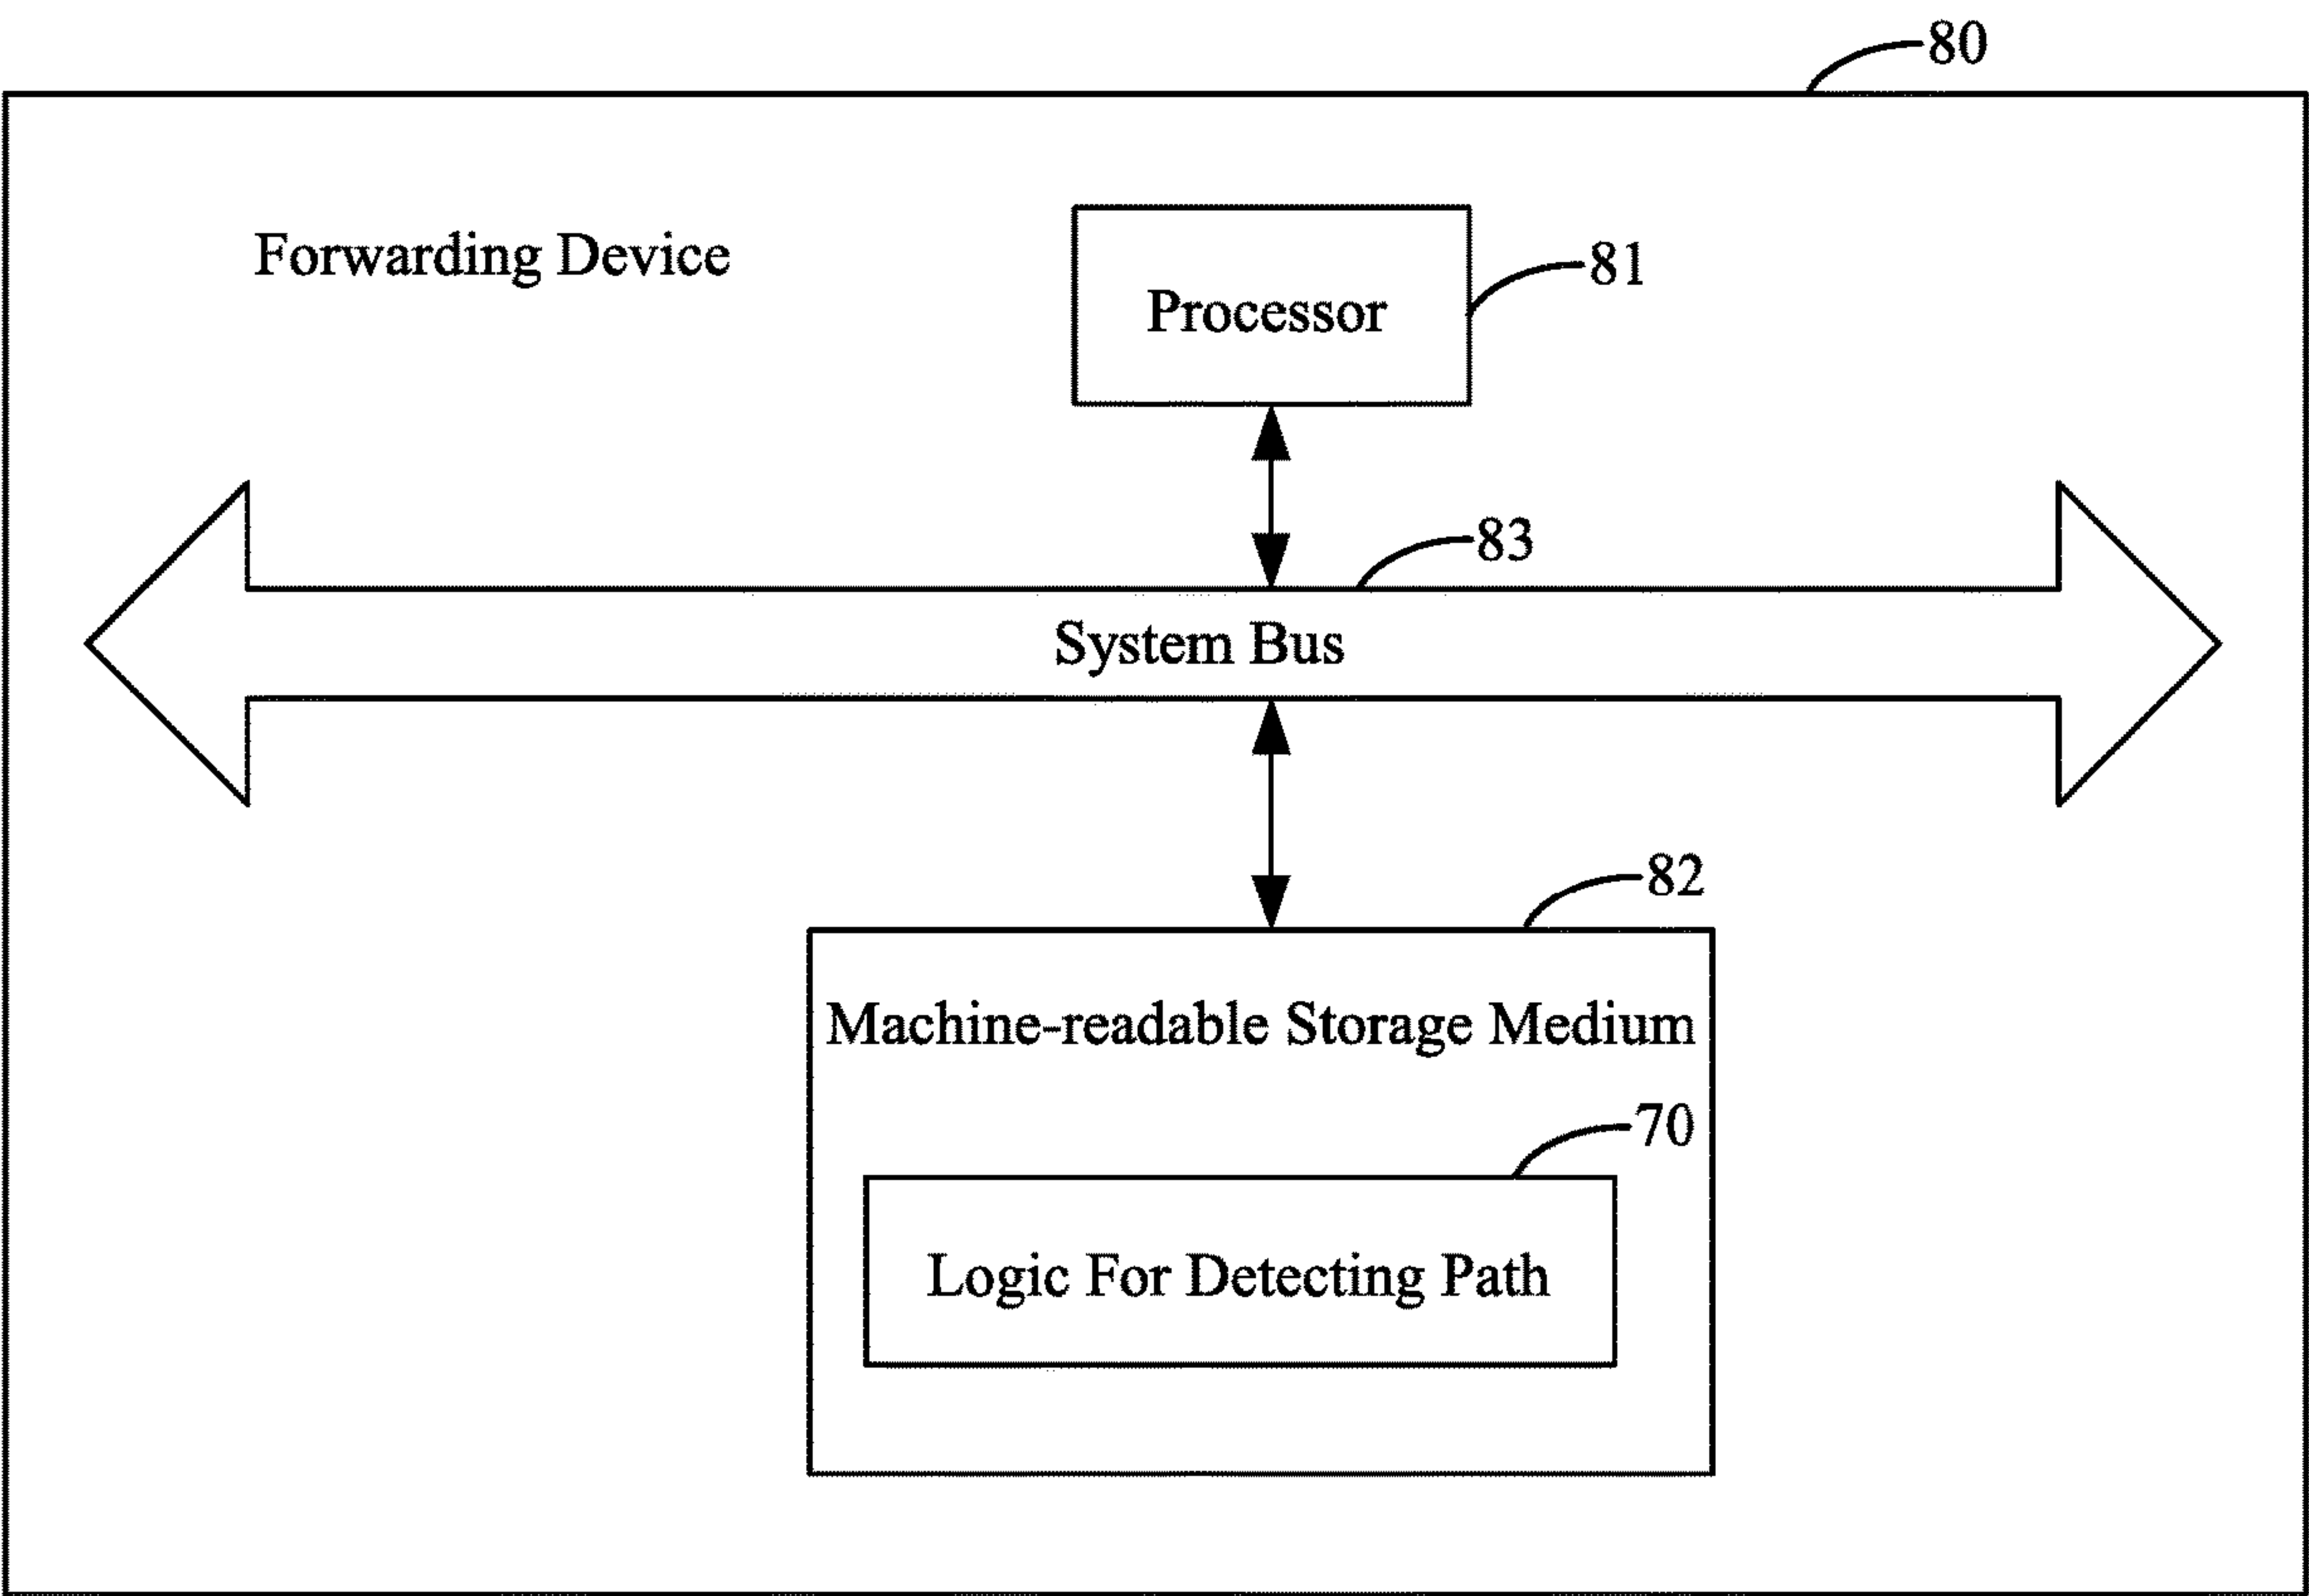 80
Forwarding Device
Processor
81
83
System Bus
82
Machine-readable Storage Medium
70
Logic For Detecting Path